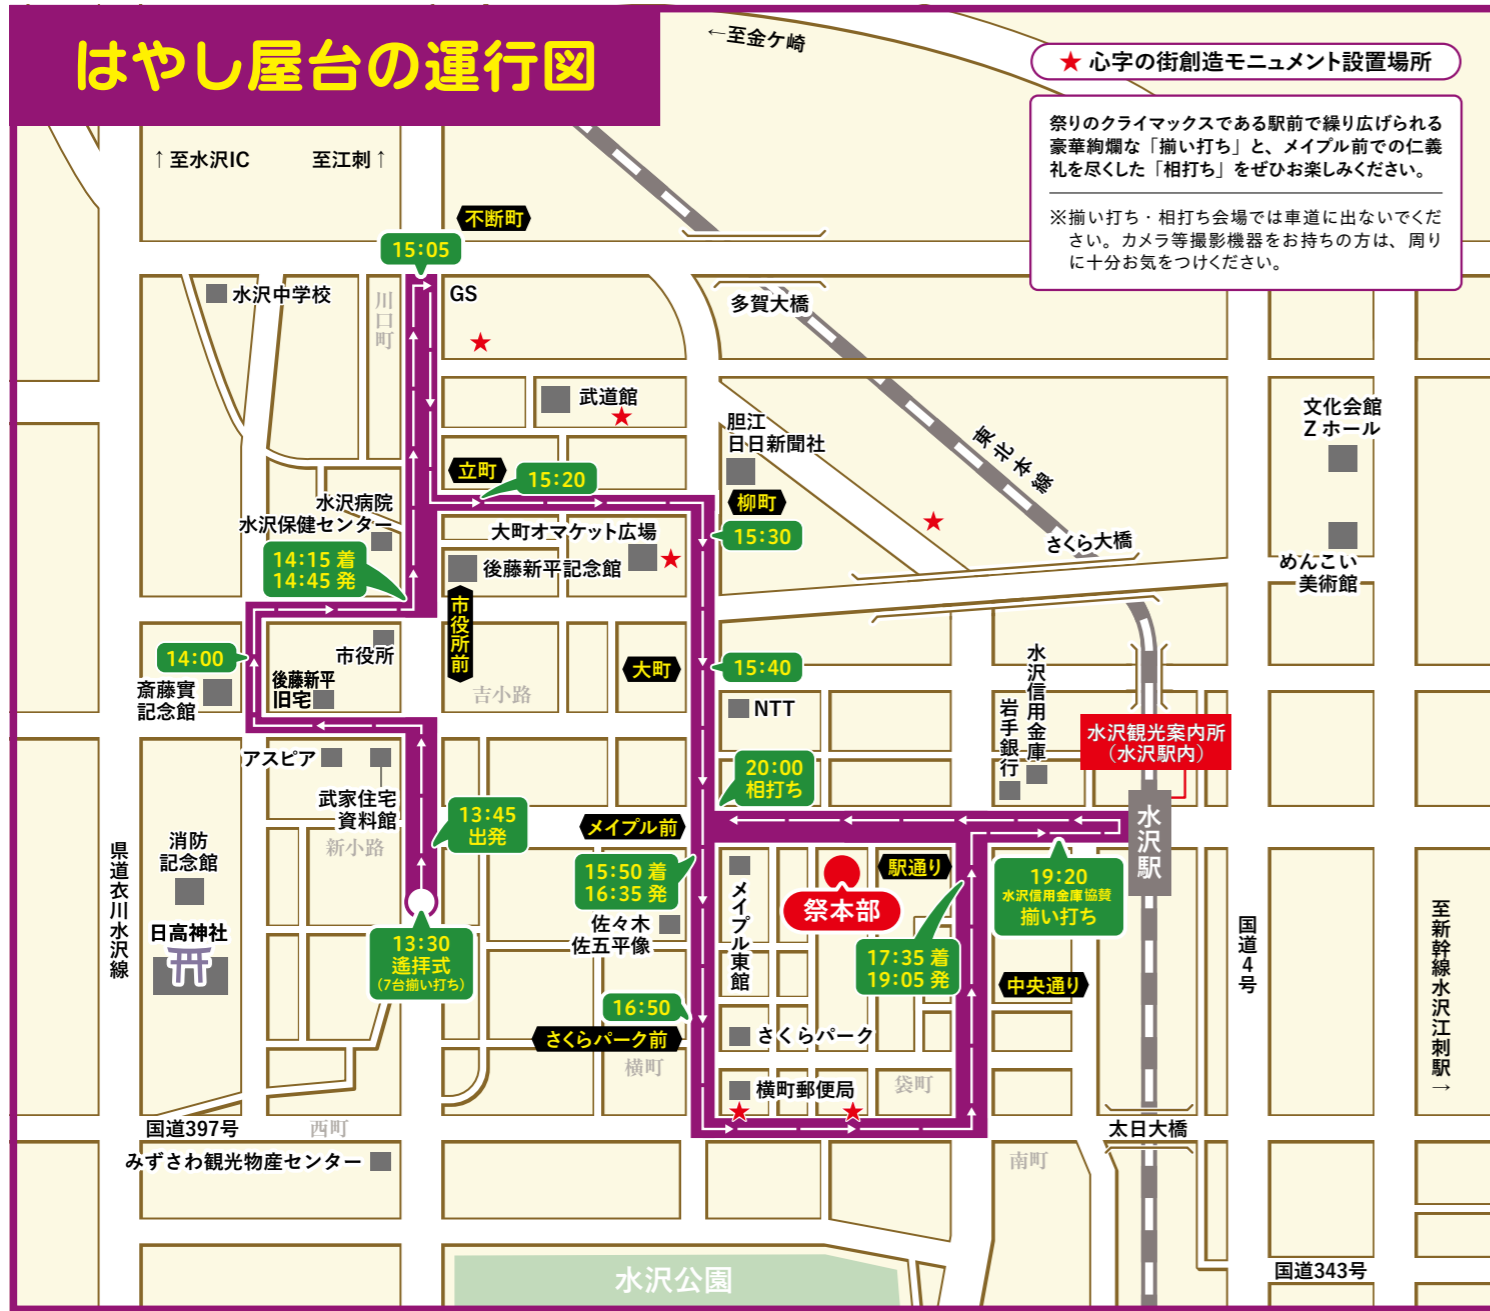 はやし屋台の運行図
←至金ケ崎
★ 心字の街創造モニュメント設置場所
祭りのクライマックスである駅前で繰り広げられる
豪華絢爛な「揃い打ち」と、メイプル前での仁義
礼を尽くした「相打ち」をぜひお楽しみください。
※揃い打ち・相打ち会場では車道に出ないでくだ
さい。カメラ等撮影機器をお持ちの方は、周り
に十分お気をつけください。
↑至水沢IC
至江刺↑
不断町
15:05
水沢中学校
川口町
GS
多賀大橋
武道館
胆江
日日新聞社
東北本線
文化会館
Zホール
立町
15:20
柳町
水沢病院
水沢保健センター
大町オマケット広場
15:30
さくら大橋
14:15 着
14:45 発
後藤新平記念館
めんこい
美術館
市役所前
14:00
市役所
大町
15:40
水沢信用金庫
斎藤實
記念館
後藤新平
旧宅
吉小路
NTT
岩手銀行
水沢観光案内所
(水沢駅内)
アスピア
武家住宅
資料館
20:00
相打ち
13:45
出発
メイプル前
水沢駅
新小路
消防
記念館
県道衣川水沢線
15:50 着
16:35 発
メイプル東館
駅通り
19:20
水沢信用金庫協賛
揃い打ち
祭本部
佐々木
佐五平像
日高神社
13:30
遙拝式
(7台揃い打ち)
17:35 着
19:05 発
中央通り
国道4号
至新幹線水沢江刺駅→
16:50
さくらパーク前
さくらパーク
横町
横町郵便局
袋町
国道397号
西町
太日大橋
みずさわ観光物産センター
南町
水沢公園
国道343号